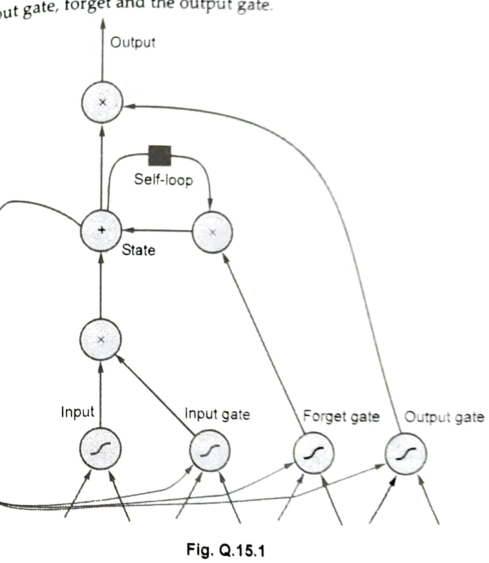 put gate, forget and the output gate.
Output
×
Self-loop
+
×
State
×
Input
Input gate
Forget gate
Output gate
Fig. Q.15.1